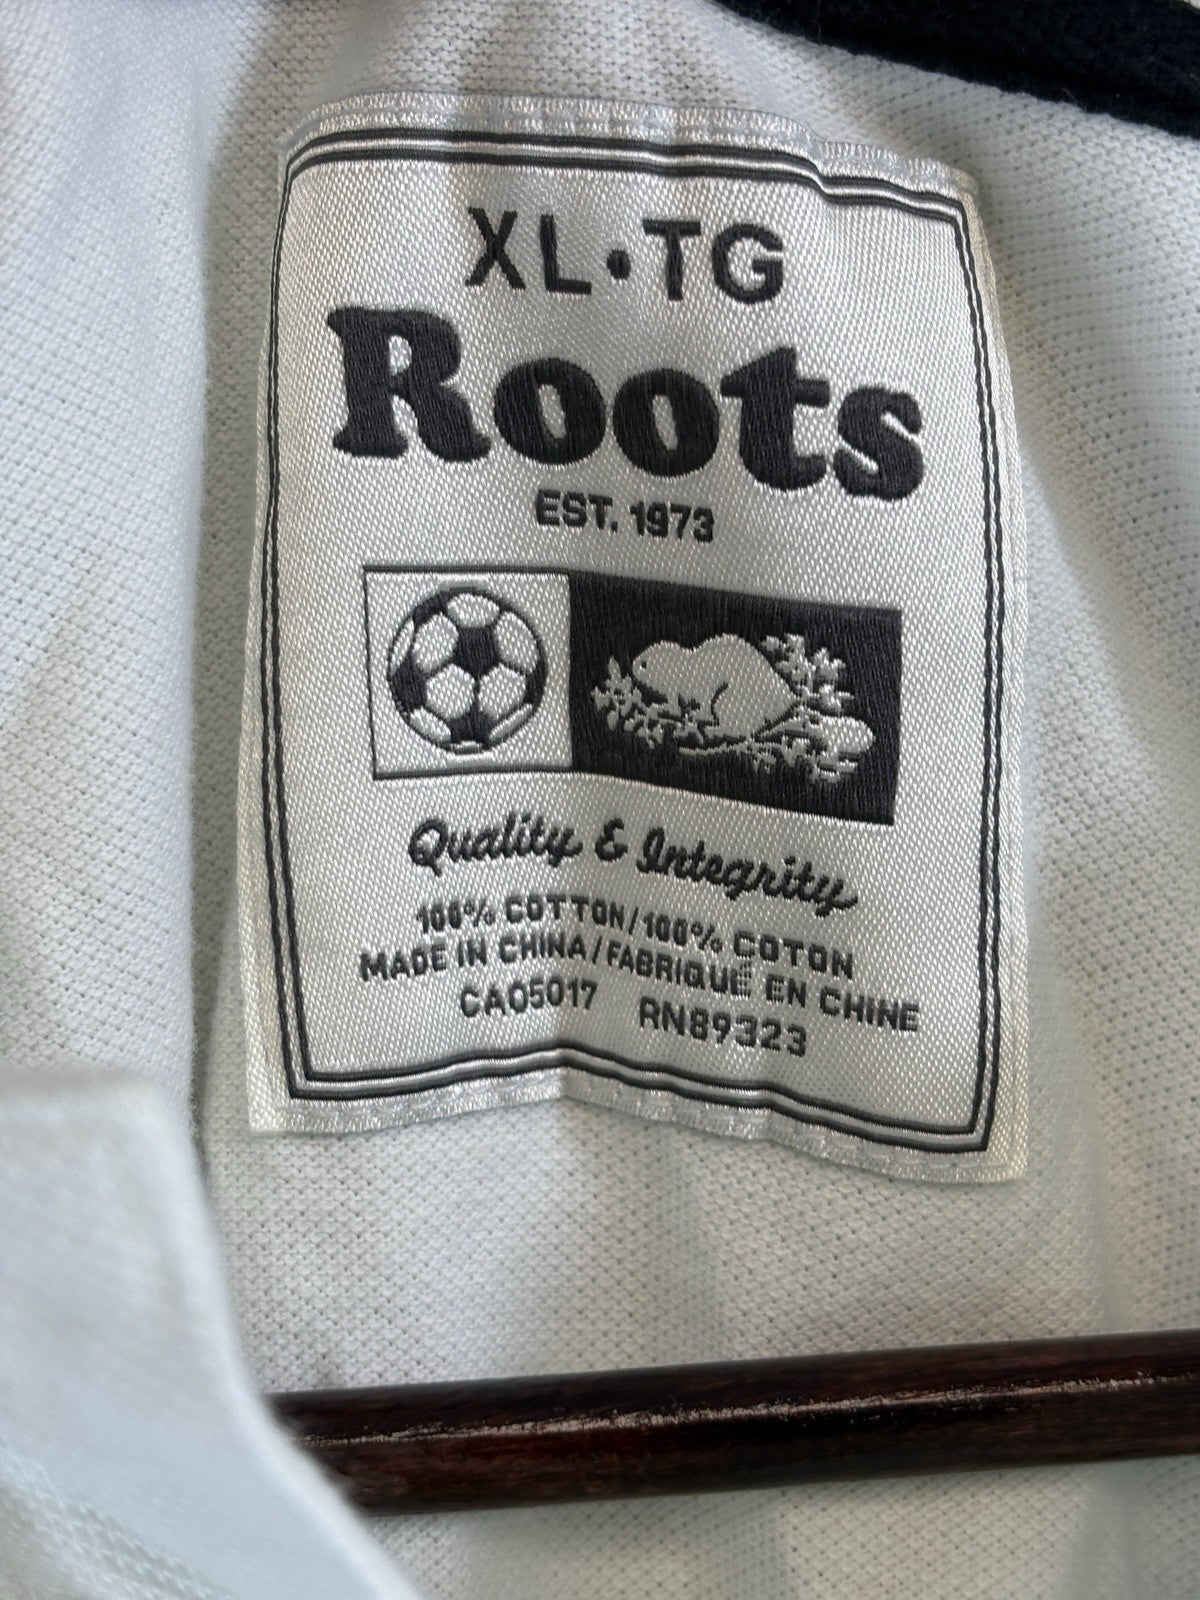 XL•TG
Roots
EST. 1973
Quality & Integrity
100% COTTON/100% COTON
MADE IN CHINA/FABRIQUÉ EN CHINE
CA05017 RN89323